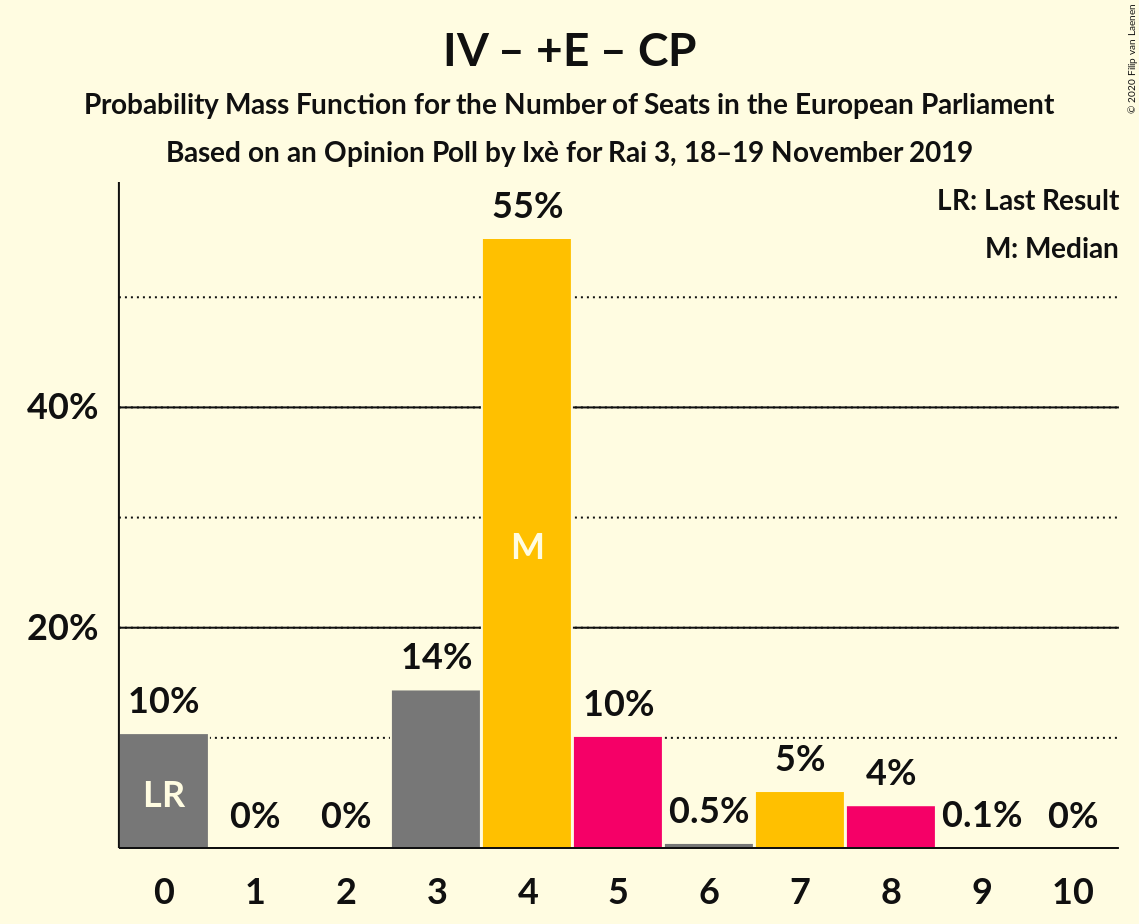 IV – +E – CP
Probability Mass Function for the Number of Seats in the European Parliament
Based on an Opinion Poll by Ixè for Rai 3, 18–19 November 2019
© 2020 Filip van Laenen
LR: Last Result
M: Median
55%
40%
M
20%
14%
10%
10%
5%
4%
LR
0%
0%
0.5%
0.1%
0%
0 1 2 3 4 5 6 7 8 9 10